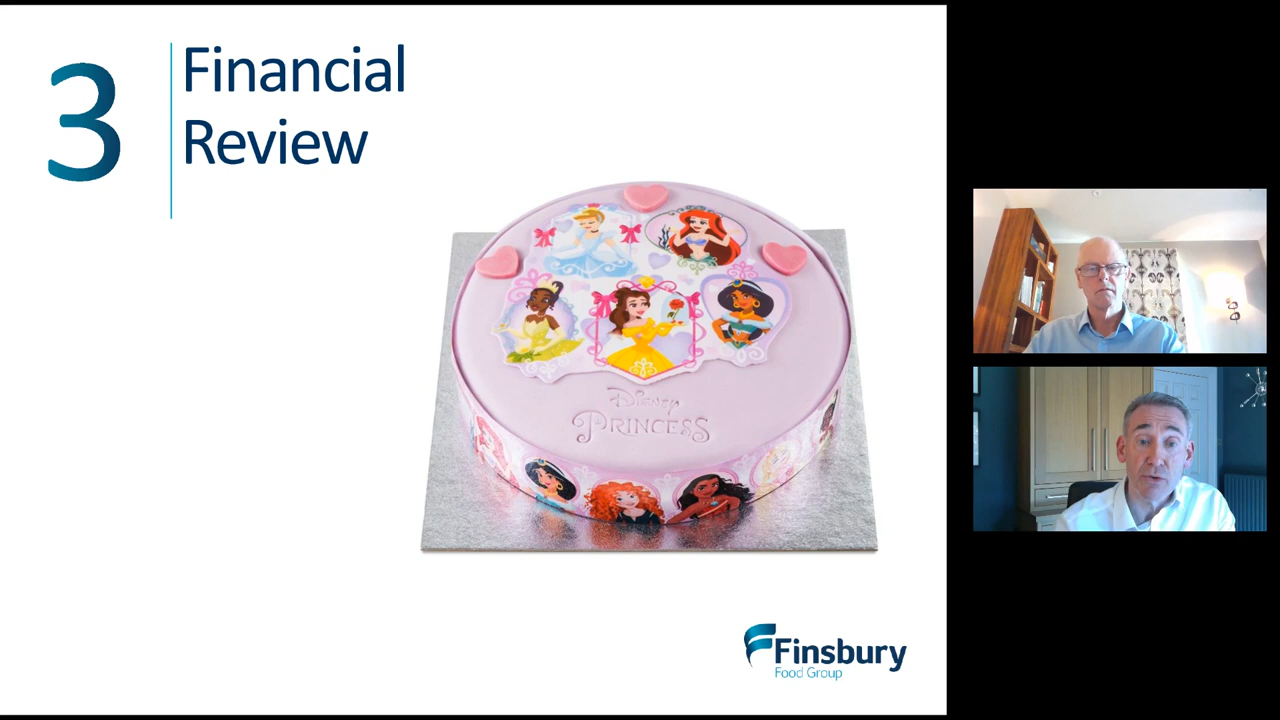 3
Financial
Review
Disney
PRINCESS
Finsbury
Food Group